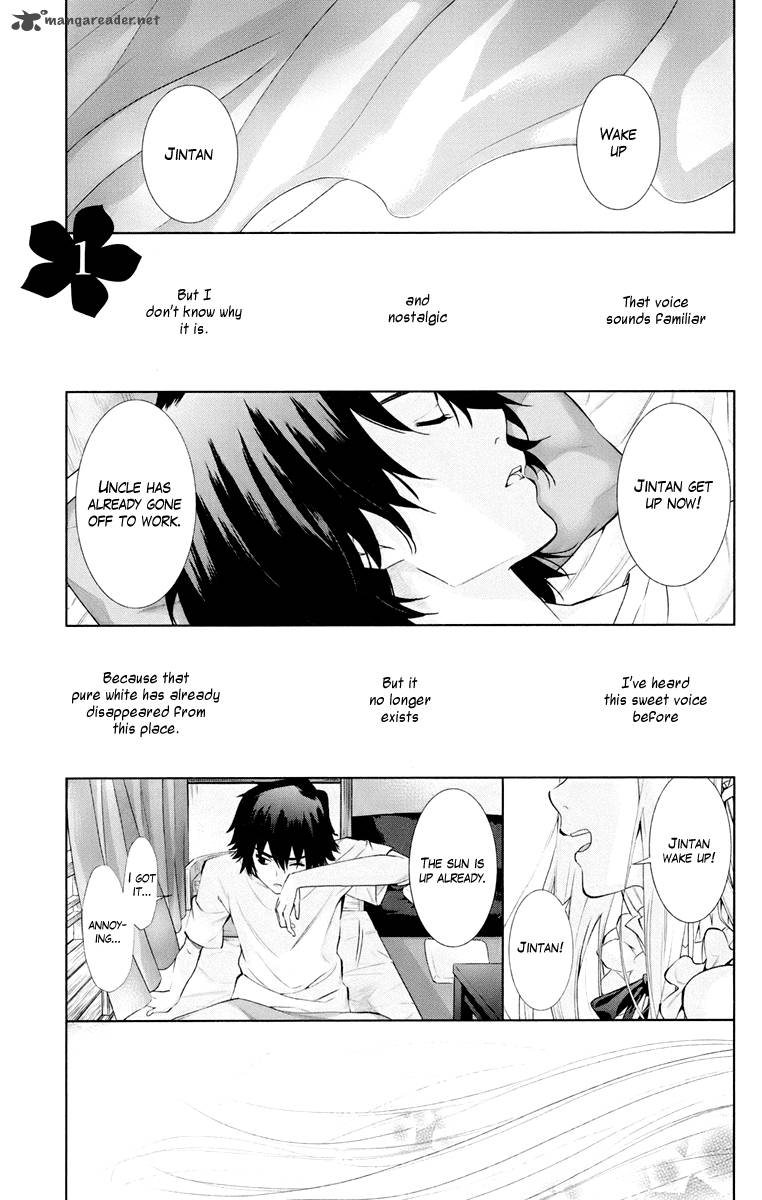 mangareader.net
WAKE
UP
JINTAN
1
That voice
sounds familiar
and
nostalgic
But I
don't know why
it is.
JINTAN GET
UP NOW!
UNCLE HAS
ALREADY GONE
OFF TO WORK.
I've heard
this sweet voice
before
But it
no longer
exists
Because that
pure white has already
disappeared from
this place.
JINTAN
WAKE UP!
JINTAN!
THE SUN IS
UP ALREADY.
I GOT
IT...
ANNOY-
ING...